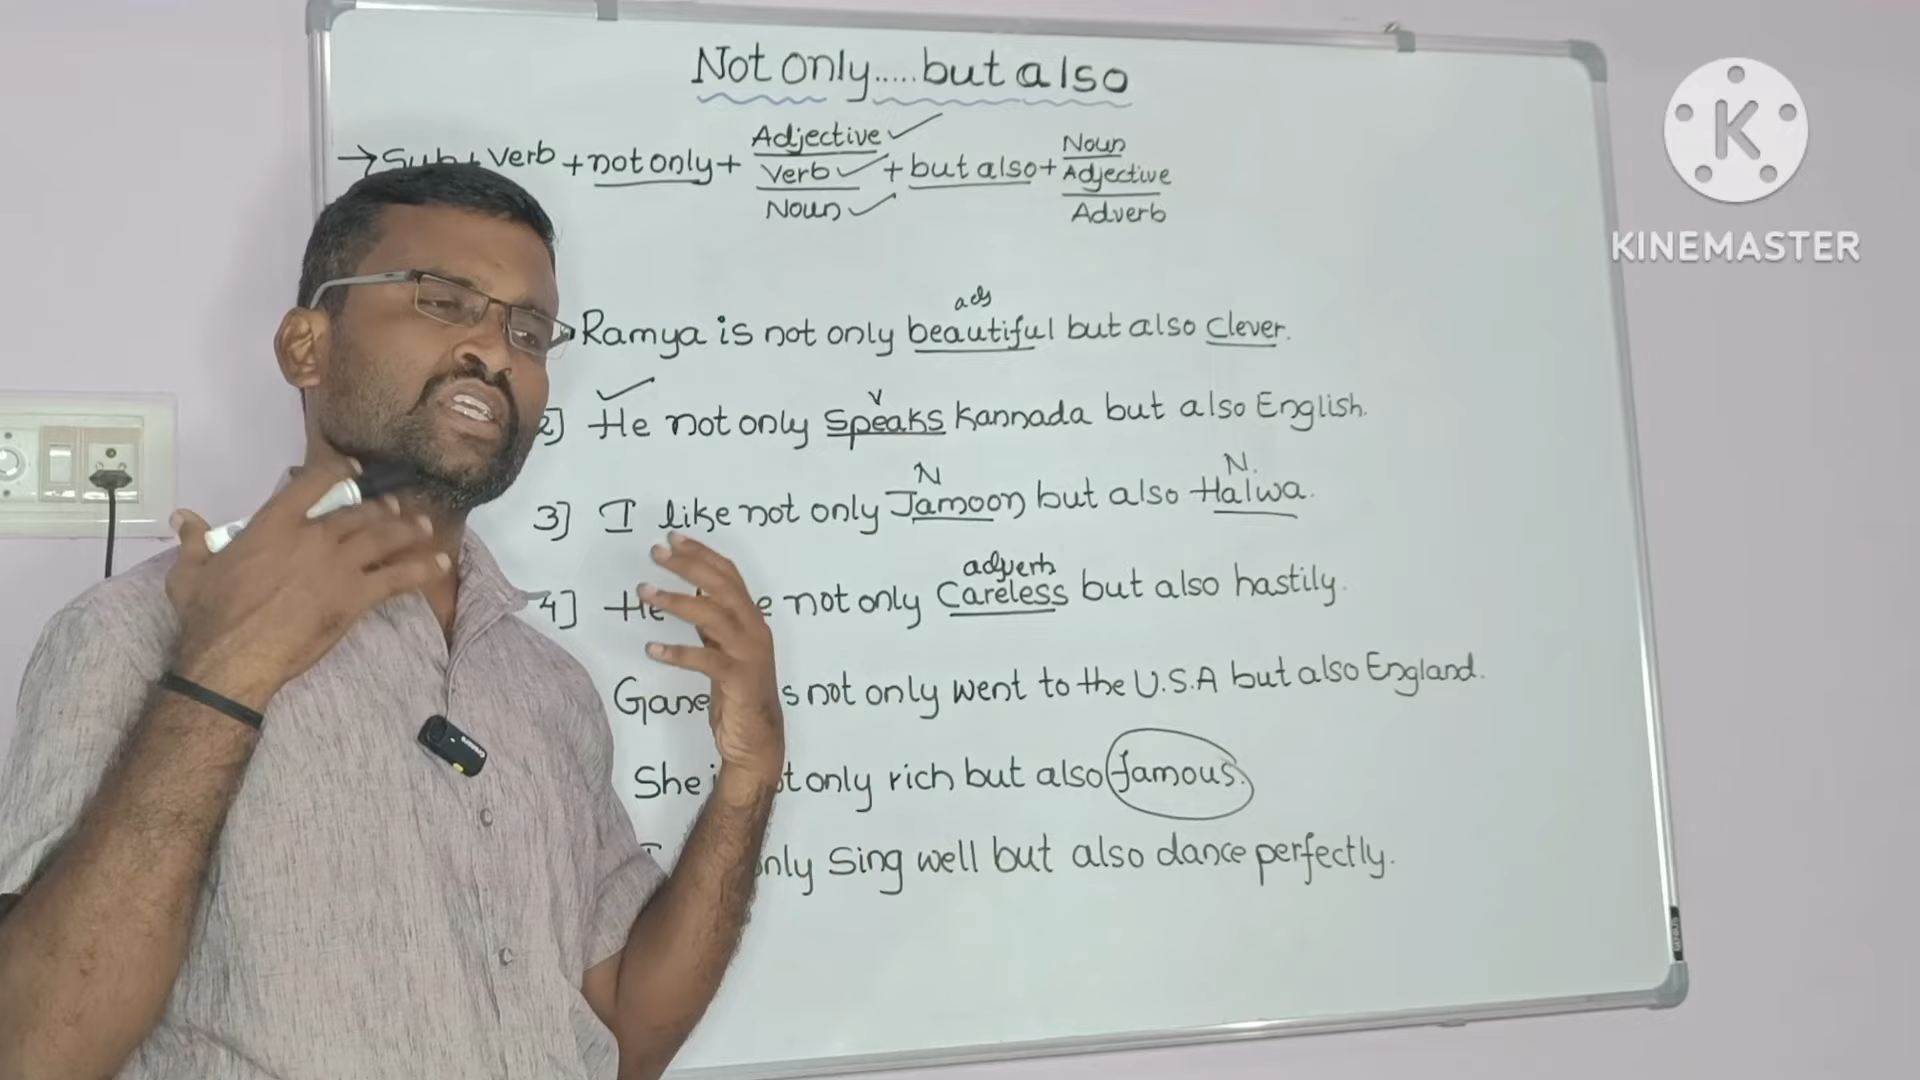 Not only.....but also
→ Sub+ Verb + not only + Adjective Verb Noun + but also + Noun Adjective Adverb
adj
Ramya is not only beautiful but also clever.
v
2] He not only speaks Kannada but also English.
N N.
3] I like not only Jamoon but also Halwa.
adverb
4] He not only Careless but also hastily.
not only went to the U.S.A but also England.
She only rich but also famous.
only Sing well but also dance perfectly.
K
KINEMASTER